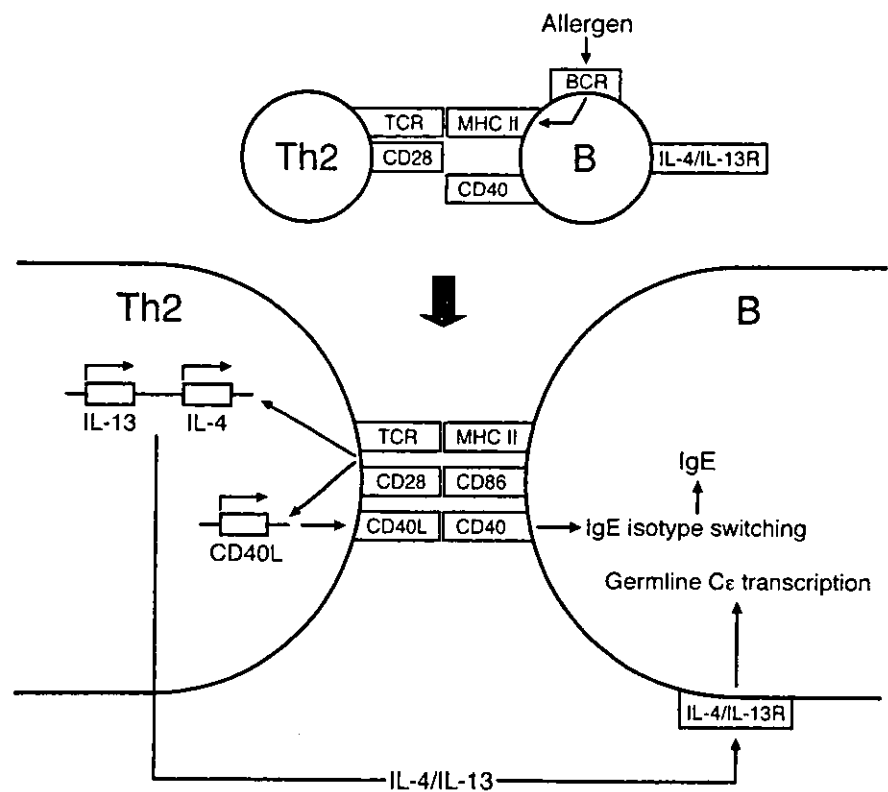 Allergen
BCR
TCR MHC II
Th2 CD28 B IL-4/IL-13R
CD40
Th2 B
IL-13 IL-4
TCR MHC II
CD28 CD86 IgE
CD40L CD40L CD40 IgE isotype switching
Germline Cε transcription
IL-4/IL-13R
IL-4/IL-13